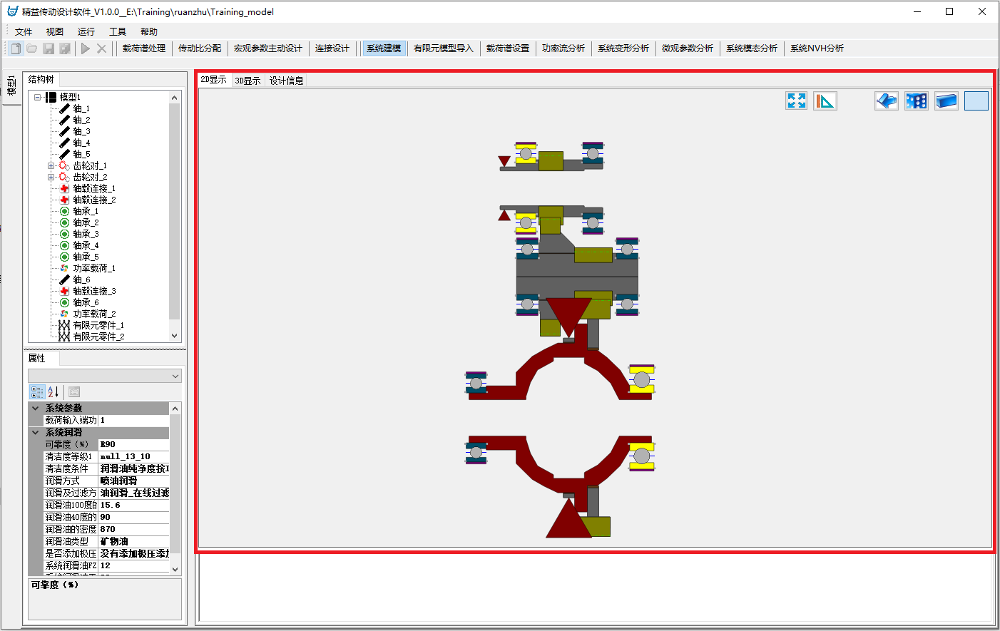 精益传动设计软件_V1.0.0__E:\Training\ruanzhu\Training_model
文件 视图 运行 工具 帮助
载荷谱处理 传动比分配 宏观参数主动设计 连接设计 系统建模 有限元模型导入 载荷谱设置 功率流分析 系统变形分析 微观参数分析 系统模态分析 系统NVH分析
模型1
结构树
模型1
轴_1
轴_2
轴_3
轴_4
轴_5
齿轮对_1
齿轮对_2
轴毂连接_1
轴毂连接_2
轴承_1
轴承_2
轴承_3
轴承_4
轴承_5
功率载荷_1
轴_6
轴毂连接_3
轴承_6
功率载荷_2
有限元零件_1
有限元零件_2
属性
系统参数
载荷输入端功 1
系统润滑
可靠度（%） R90
清洁度等级1 null_13_10
清洁度条件 润滑油纯净度按I
润滑方式 喷油润滑
润滑及过滤方 油润滑_在线过滤
润滑油100度的 15.6
润滑油40度的 90
润滑油的密度 870
润滑油类型 矿物油
是否添加极压 没有添加极压添加
系统润滑油FZ 12
可靠度（%）
2D显示 3D显示 设计信息